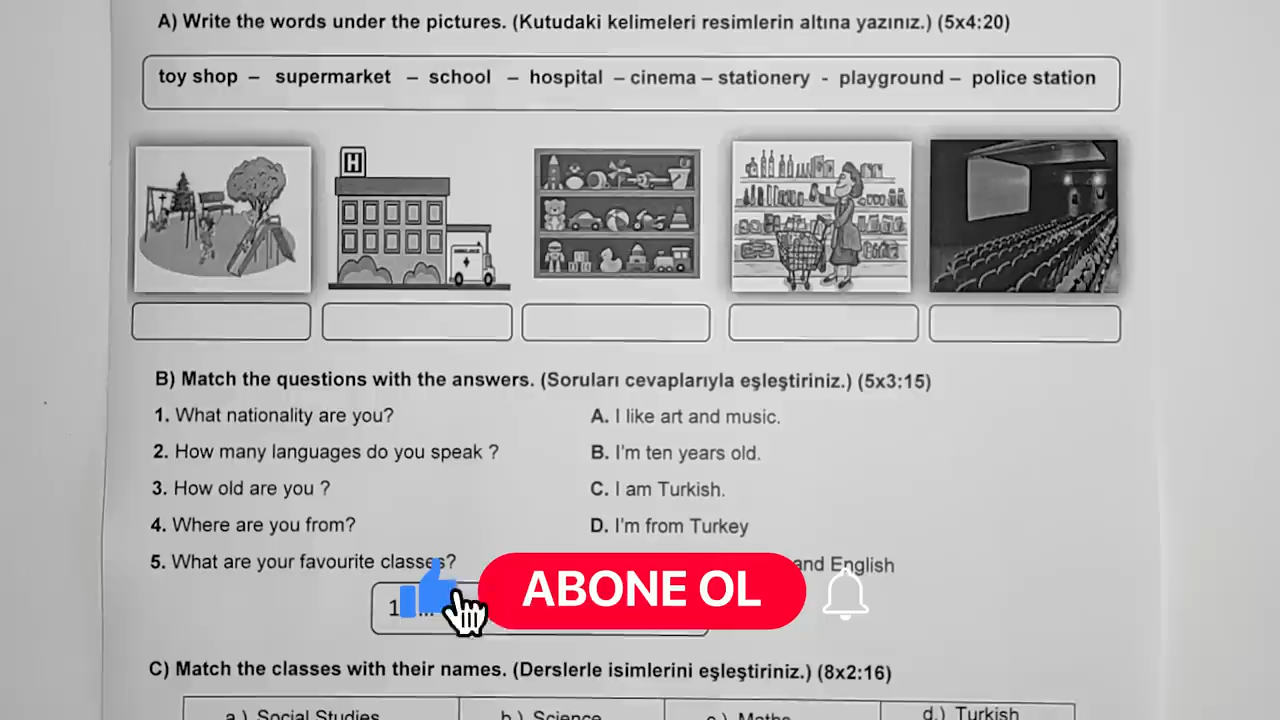 A) Write the words under the pictures. (Kutudaki kelimeleri resimlerin altına yazınız.) (5x4:20)
toy shop – supermarket – school – hospital – cinema – stationery - playground – police station
H
AMBULANCE
B) Match the questions with the answers. (Soruları cevaplarıyla eşleştiriniz.) (5x3:15)
1. What nationality are you? A. I like art and music.
2. How many languages do you speak ? B. I'm ten years old.
3. How old are you ? C. I am Turkish.
4. Where are you from? D. I'm from Turkey
5. What are your favourite classes? and English
ABONE OL
1
C) Match the classes with their names. (Derslerle isimlerini eşleştiriniz.) (8x2:16)
a.) Social Studies b.) Science c.) Maths d.) Turkish